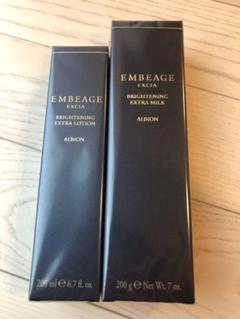 EMBEAGE
EXCIA
BRIGHTENING
EXTRA LOTION
ALBION
200 ml ℮ 6.7 fl. oz.
EMBEAGE
EXCIA
BRIGHTENING
EXTRA MILK
ALBION
200 g ℮ Net Wt. 7 oz.